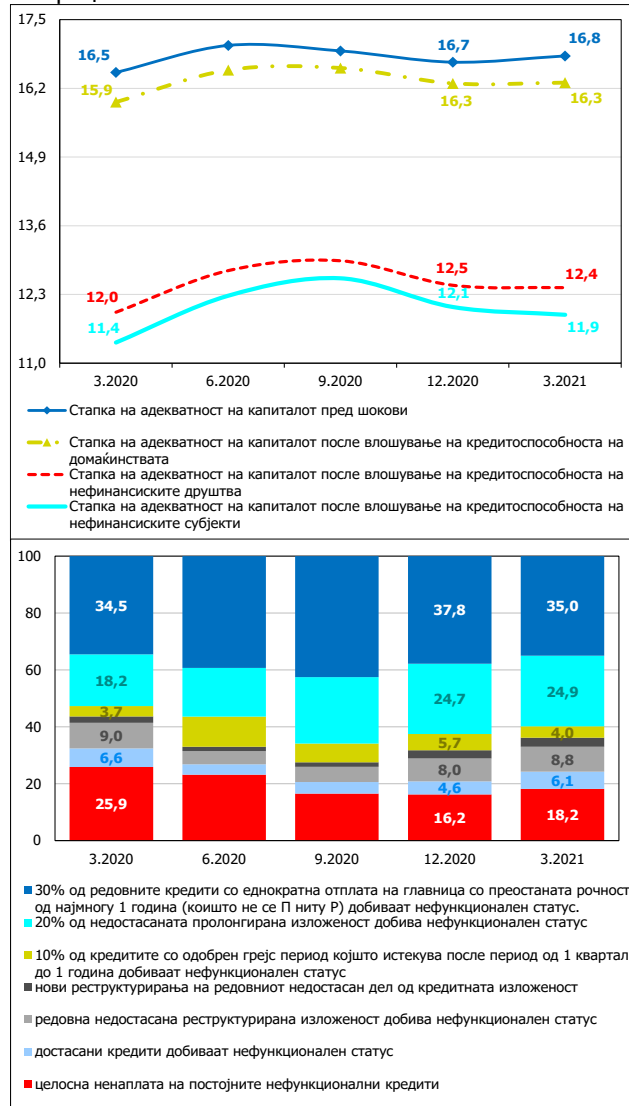 17,5
16,2
14,9
13,6
12,3
11,0
16,5
16,7
16,8
15,9
16,3
16,3
12,0
12,5
12,4
11,4
12,1
11,9
3.2020 6.2020 9.2020 12.2020 3.2021
Стапка на адекватност на капиталот пред шокови
Стапка на адекватност на капиталот после влошување на кредитоспособноста на
домаќинствата
Стапка на адекватност на капиталот после влошување на кредитоспособноста на
нефинансиските друштва
Стапка на адекватност на капиталот после влошување на кредитоспособноста на
нефинансиските субјекти
100
80
60
40
20
0
34,5 37,8 35,0
18,2 24,7 24,9
3,7 5,7 4,0
9,0 8,0 8,8
6,6 4,6 6,1
25,9 16,2 18,2
3.2020 6.2020 9.2020 12.2020 3.2021
30% од редовните кредити со еднократна отплата на главница со преостаната рочност
од најмногу 1 година (коишто не се П ниту Р) добиваат нефункционален статус.
20% од недостасаната пролонгирана изложеност добива нефункционален статус
10% од кредитите со одобрен грејс период којшто истекува после период од 1 квартал
до 1 година добиваат нефункционален статус
нови реструктурирања на редовниот недостасан дел од кредитната изложеност
редовна недостасана реструктурирана изложеност добива нефункционален статус
достасани кредити добиваат нефункционален статус
целосна ненаплата на постојните нефункционални кредити